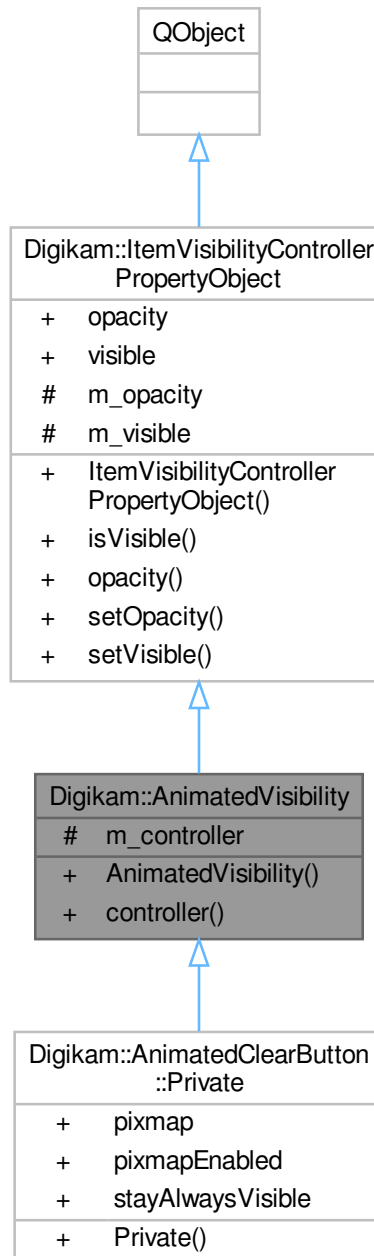 QObject
Digikam::ItemVisibilityController
PropertyObject
+ opacity
+ visible
# m_opacity
# m_visible
+ ItemVisibilityController
PropertyObject()
+ isVisible()
+ opacity()
+ setOpacity()
+ setVisible()
Digikam::AnimatedVisibility
# m_controller
+ AnimatedVisibility()
+ controller()
Digikam::AnimatedClearButton
::Private
+ pixmap
+ pixmapEnabled
+ stayAlwaysVisible
+ Private()